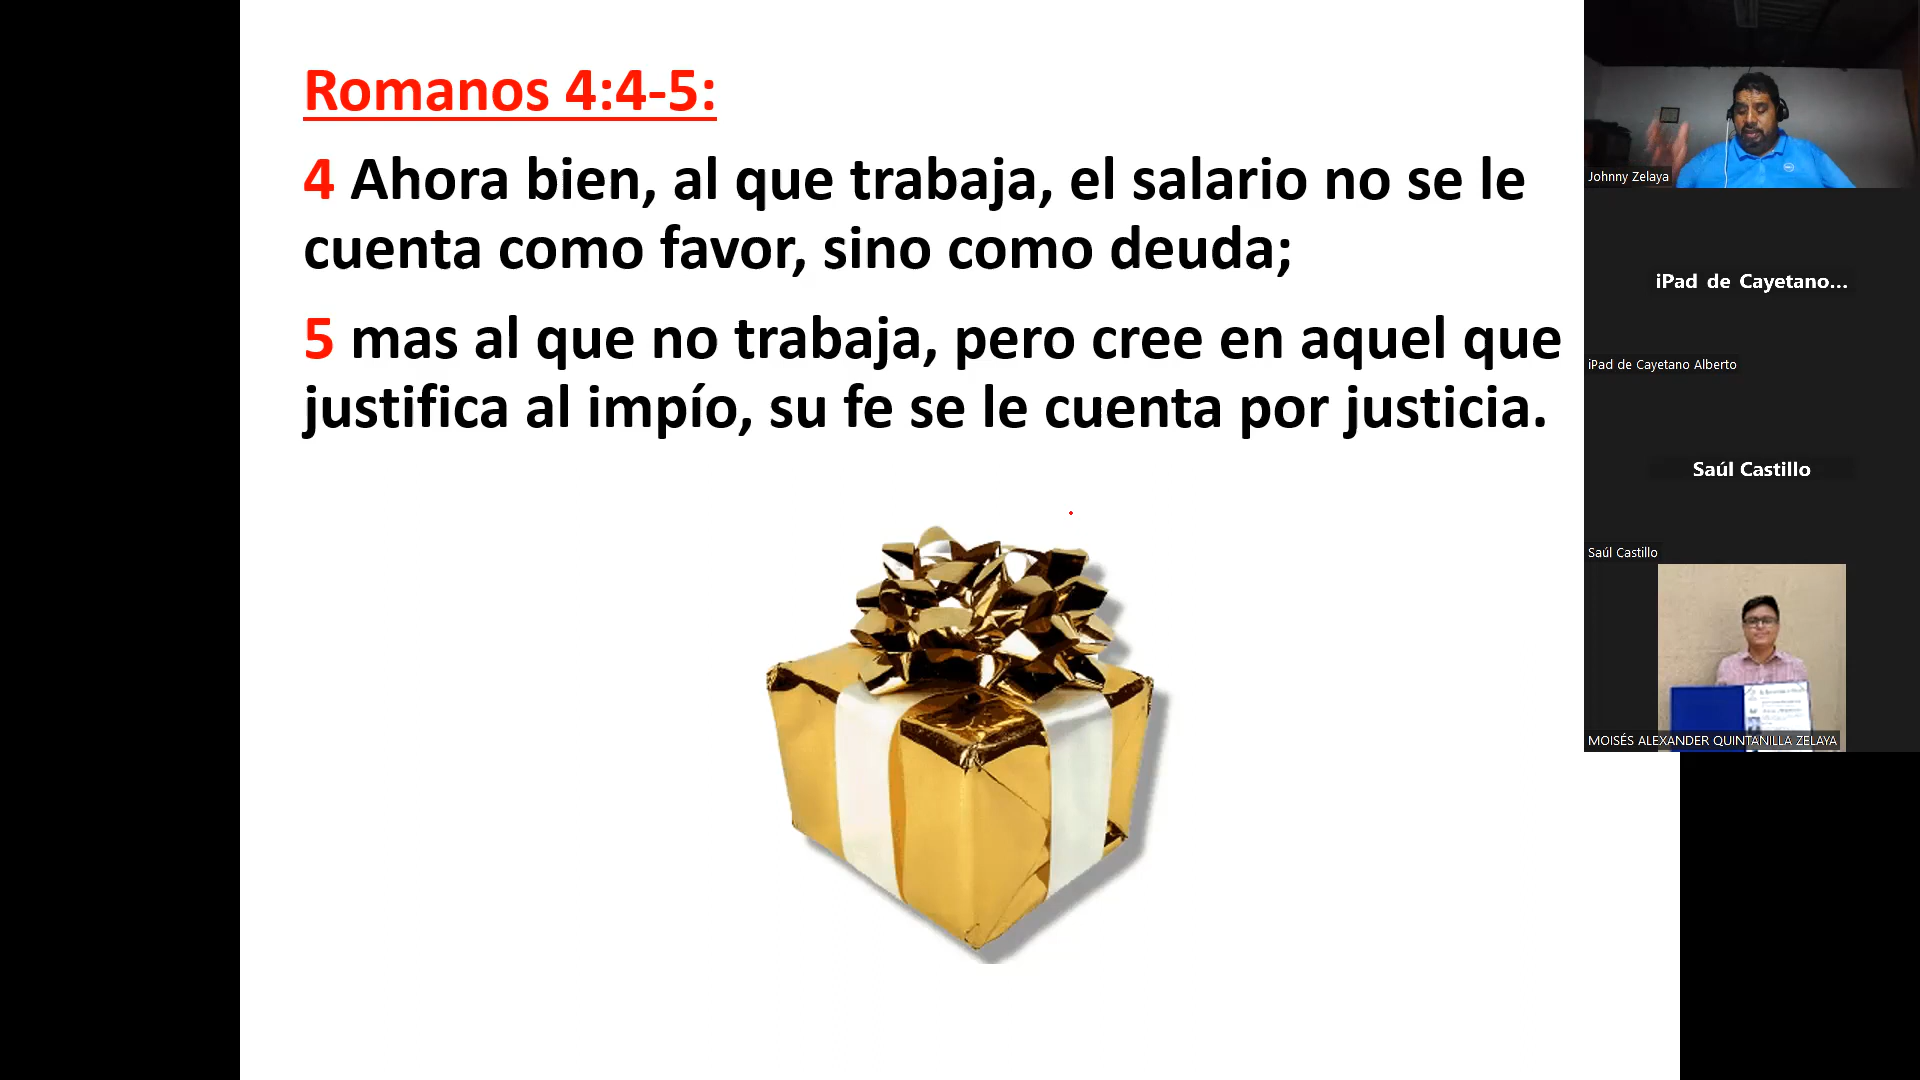 Romanos 4:4-5:
4 Ahora bien, al que trabaja, el salario no se le
cuenta como favor, sino como deuda;
5 mas al que no trabaja, pero cree en aquel que
justifica al impío, su fe se le cuenta por justicia.
Johnny Zelaya
iPad de Cayetano...
iPad de Cayetano Alberto
Saúl Castillo
Saúl Castillo
MOISÉS ALEXANDER QUINTANILLA ZELAYA